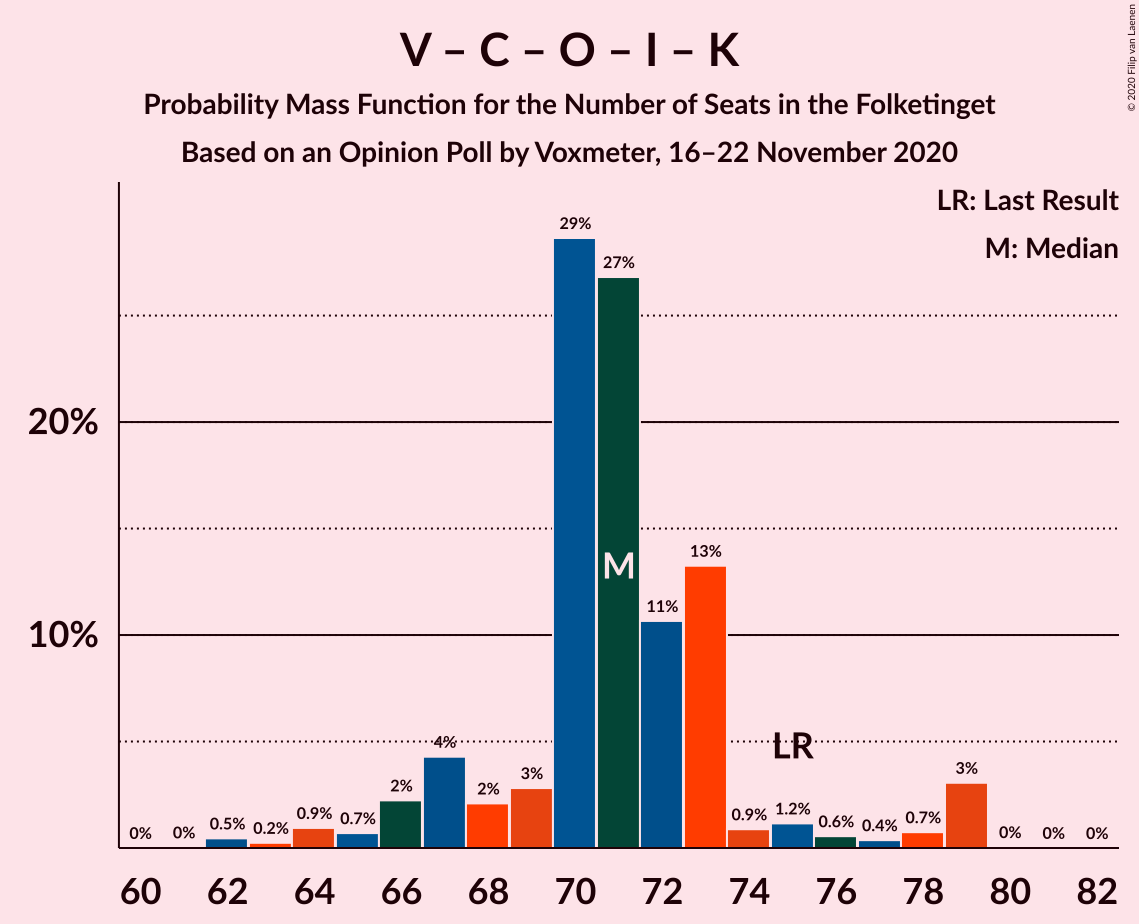 V – C – O – I – K
Probability Mass Function for the Number of Seats in the Folketinget
Based on an Opinion Poll by Voxmeter, 16–22 November 2020
© 2020 Filip van Laenen
LR: Last Result
M: Median
20%
10%
0%
0%
0.5%
0.2%
0.9%
0.7%
2%
4%
2%
3%
29%
27%
11%
13%
0.9%
1.2%
0.6%
0.4%
0.7%
3%
0%
0%
0%
M
LR
60 62 64 66 68 70 72 74 76 78 80 82